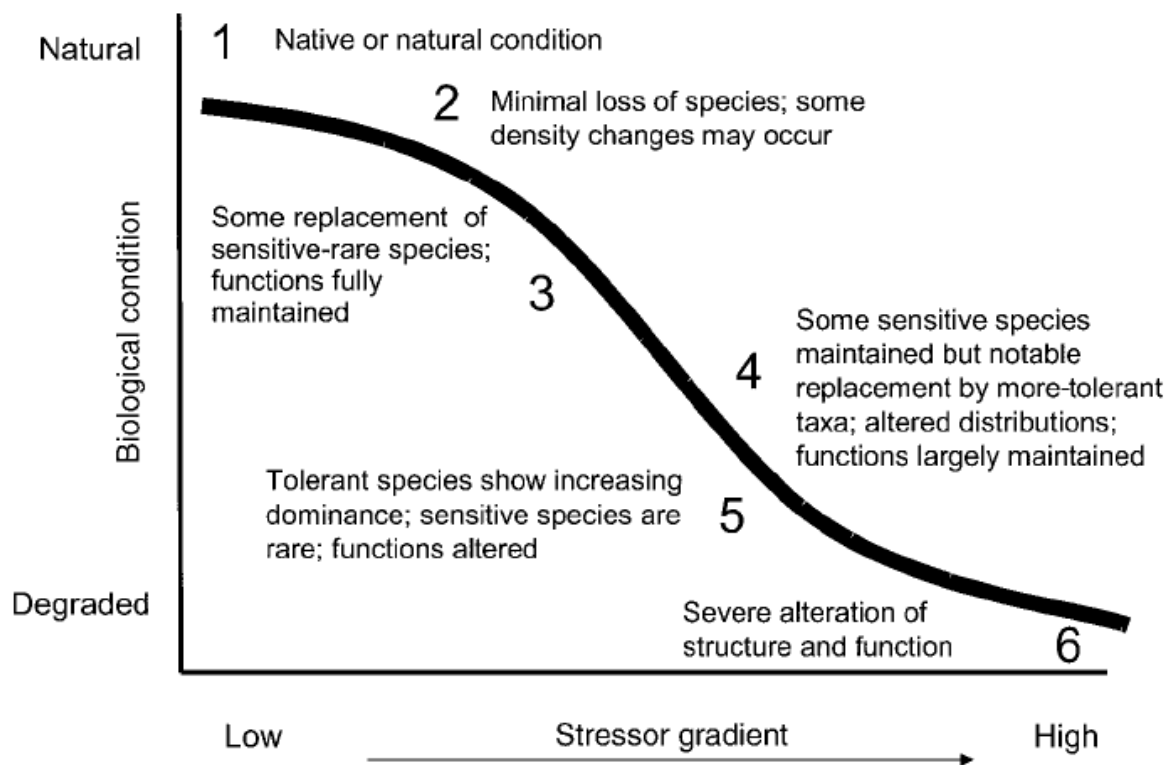 Natural
1 Native or natural condition
2 Minimal loss of species; some
density changes may occur
Biological condition
Some replacement of
sensitive-rare species;
functions fully
maintained
3
4
Some sensitive species
maintained but notable
replacement by more-tolerant
taxa; altered distributions;
functions largely maintained
Tolerant species show increasing
dominance; sensitive species are
rare; functions altered
5
Degraded
Severe alteration of
structure and function
6
Low Stressor gradient High